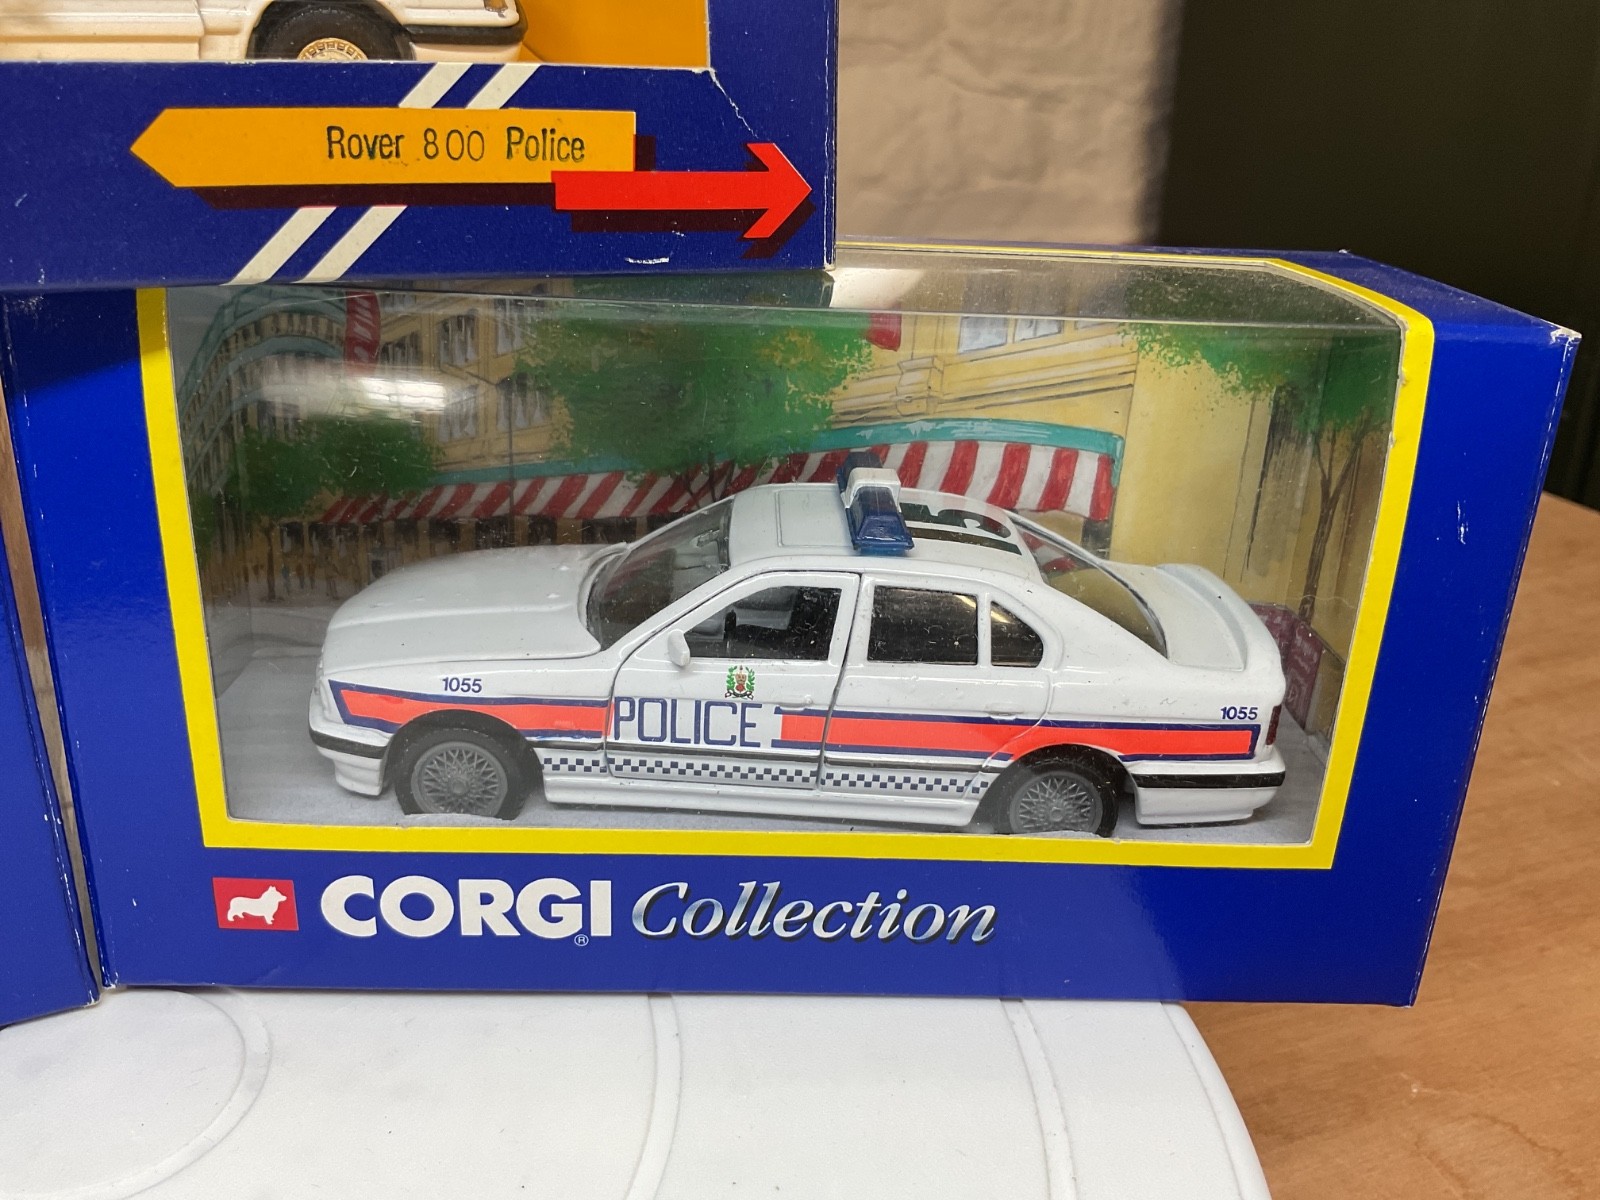 Rover 800 Police
1055
1055
POLICE
CORGI® Collection